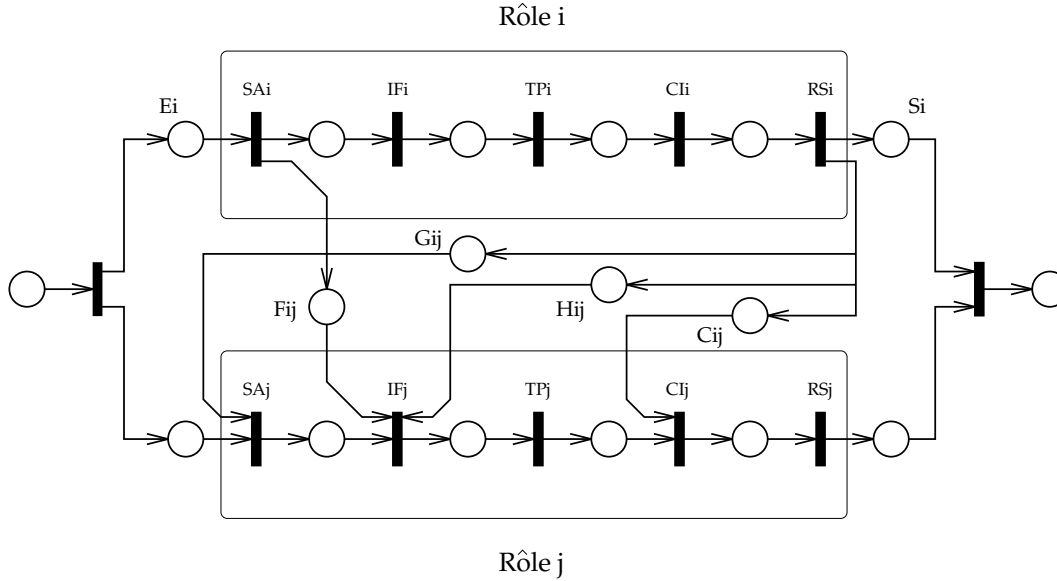 Rôle i
SAi IFi TPi CIi RSi
Ei Si
Gij
Fij Hij Cij
SAj IFj TPj CIj RSj
Rôle j